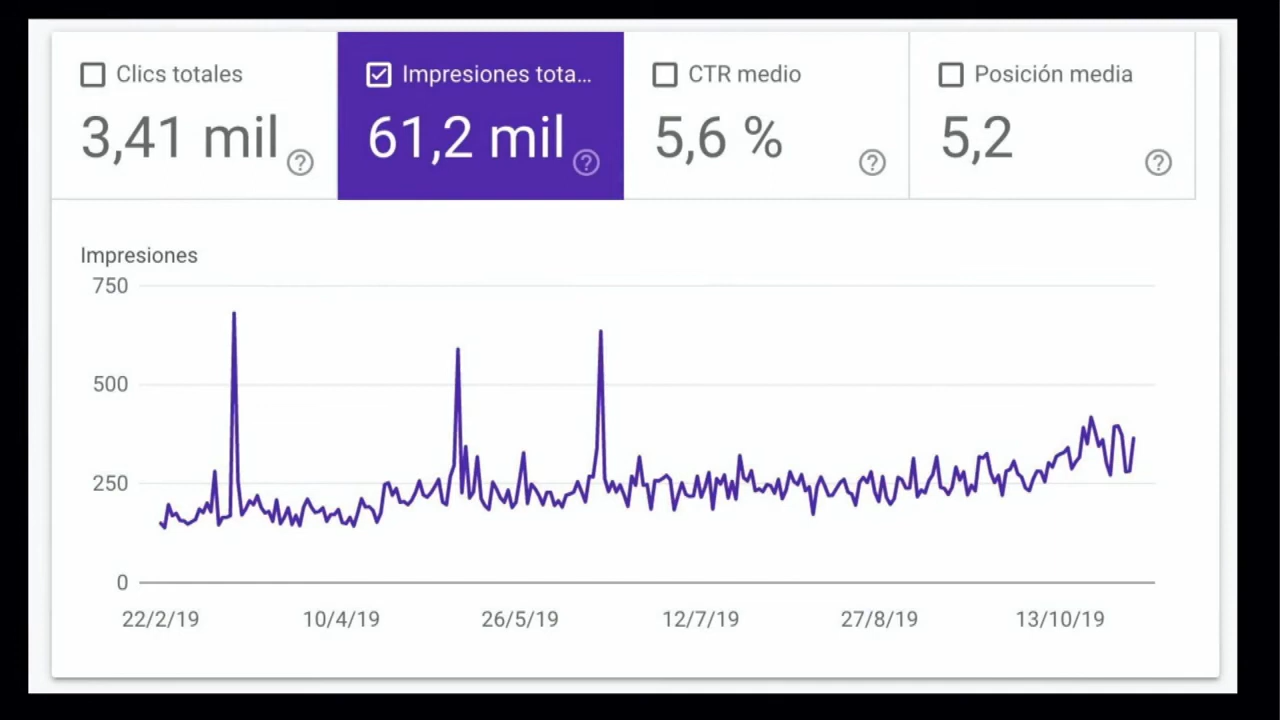 Clics totales
3,41 mil
Impresiones tota...
61,2 mil
CTR medio
5,6 %
Posición media
5,2
Impresiones
750
500
250
0
22/2/19
10/4/19
26/5/19
12/7/19
27/8/19
13/10/19